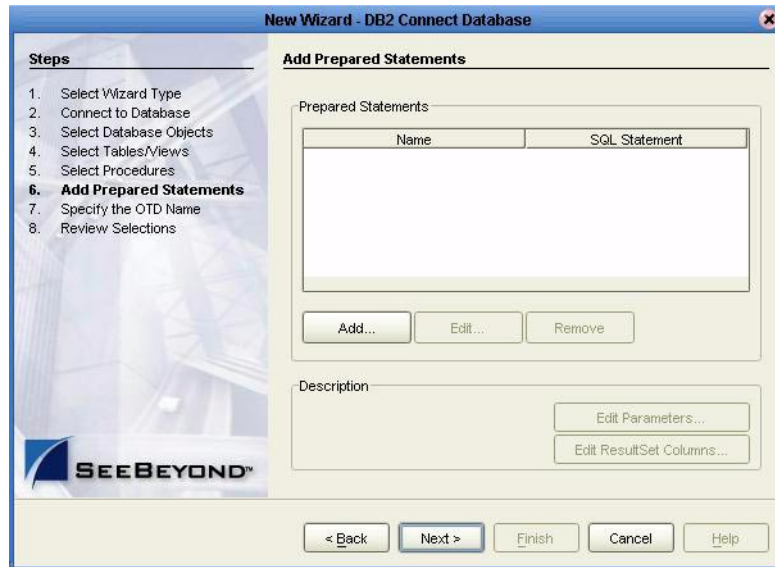 New Wizard - DB2 Connect Database
Steps
1. Select Wizard Type
2. Connect to Database
3. Select Database Objects
4. Select Tables/Views
5. Select Procedures
6. Add Prepared Statements
7. Specify the OTD Name
8. Review Selections
SEEBEYOND™
Add Prepared Statements
Prepared Statements
Name SQL Statement
Add... Edit... Remove
Description
Edit Parameters...
Edit ResultSet Columns...
< Back Next > Finish Cancel Help